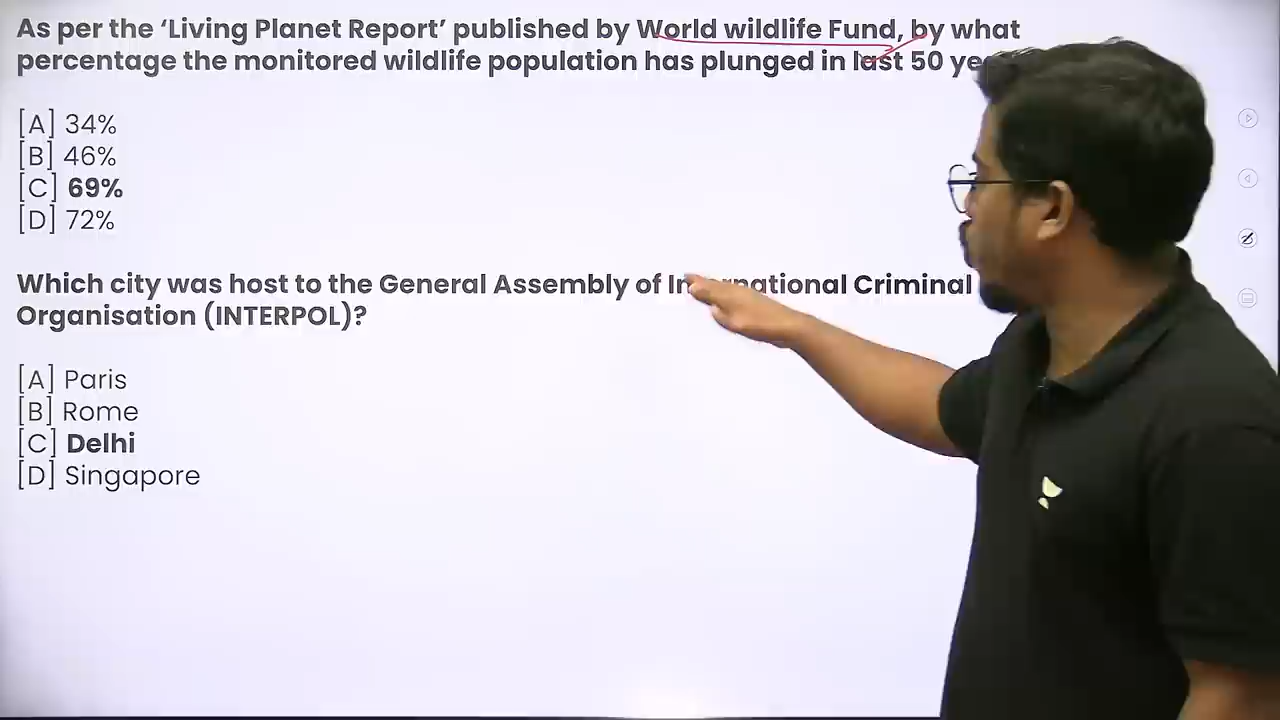 As per the ‘Living Planet Report’ published by World wildlife Fund, by what
percentage the monitored wildlife population has plunged in last 50
[A] 34%
[B] 46%
[C] 69%
[D] 72%
Which city was host to the General Assembly of International Criminal
Organisation (INTERPOL)?
[A] Paris
[B] Rome
[C] Delhi
[D] Singapore